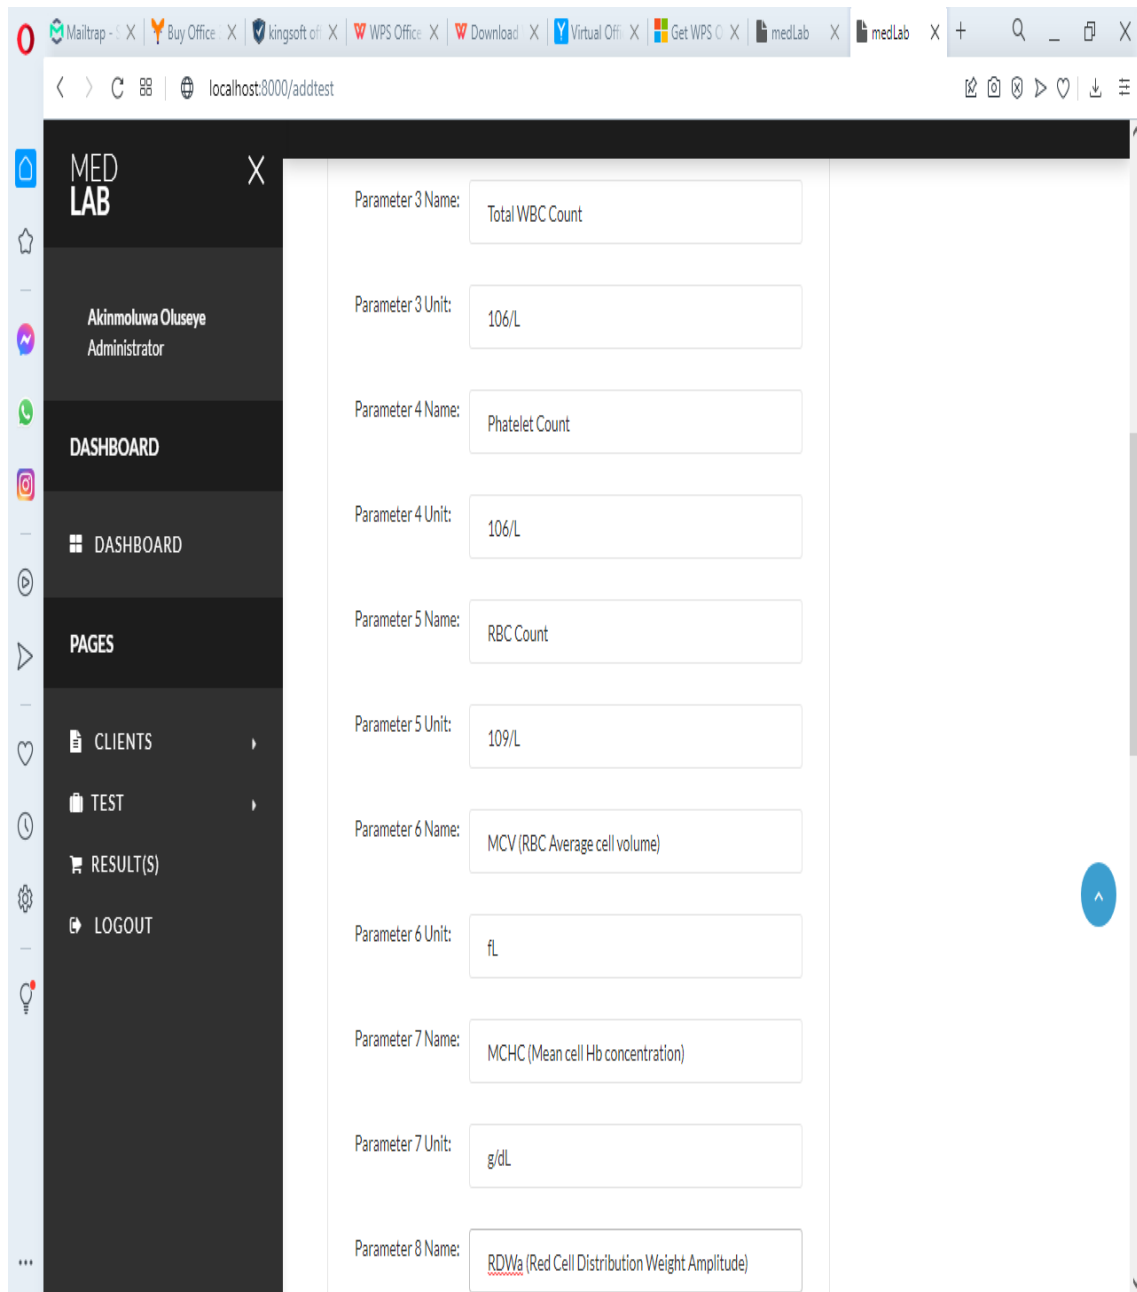 Mailtrap - S
Buy Office
kingsoft of
WPS Office
Download
Virtual Offi
Get WPS O
medLab
medLab
localhost:8000/addtest
MED
LAB
Akinmoluwa Oluseye
Administrator
DASHBOARD
DASHBOARD
PAGES
CLIENTS
TEST
RESULT(S)
LOGOUT
Parameter 3 Name:
Total WBC Count
Parameter 3 Unit:
106/L
Parameter 4 Name:
Phatelet Count
Parameter 4 Unit:
106/L
Parameter 5 Name:
RBC Count
Parameter 5 Unit:
109/L
Parameter 6 Name:
MCV (RBC Average cell volume)
Parameter 6 Unit:
fL
Parameter 7 Name:
MCHC (Mean cell Hb concentration)
Parameter 7 Unit:
g/dL
Parameter 8 Name:
RDWa (Red Cell Distribution Weight Amplitude)